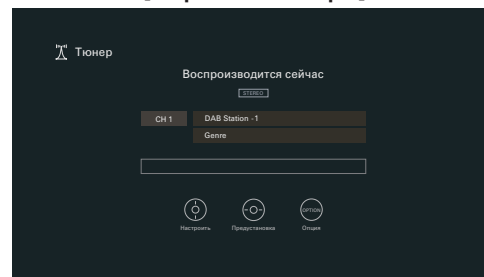 Тюнер
Воспроизводится сейчас
STEREO
CH 1
DAB Station -1
Genre
OPTION
Настроить
Предустановка
Опция